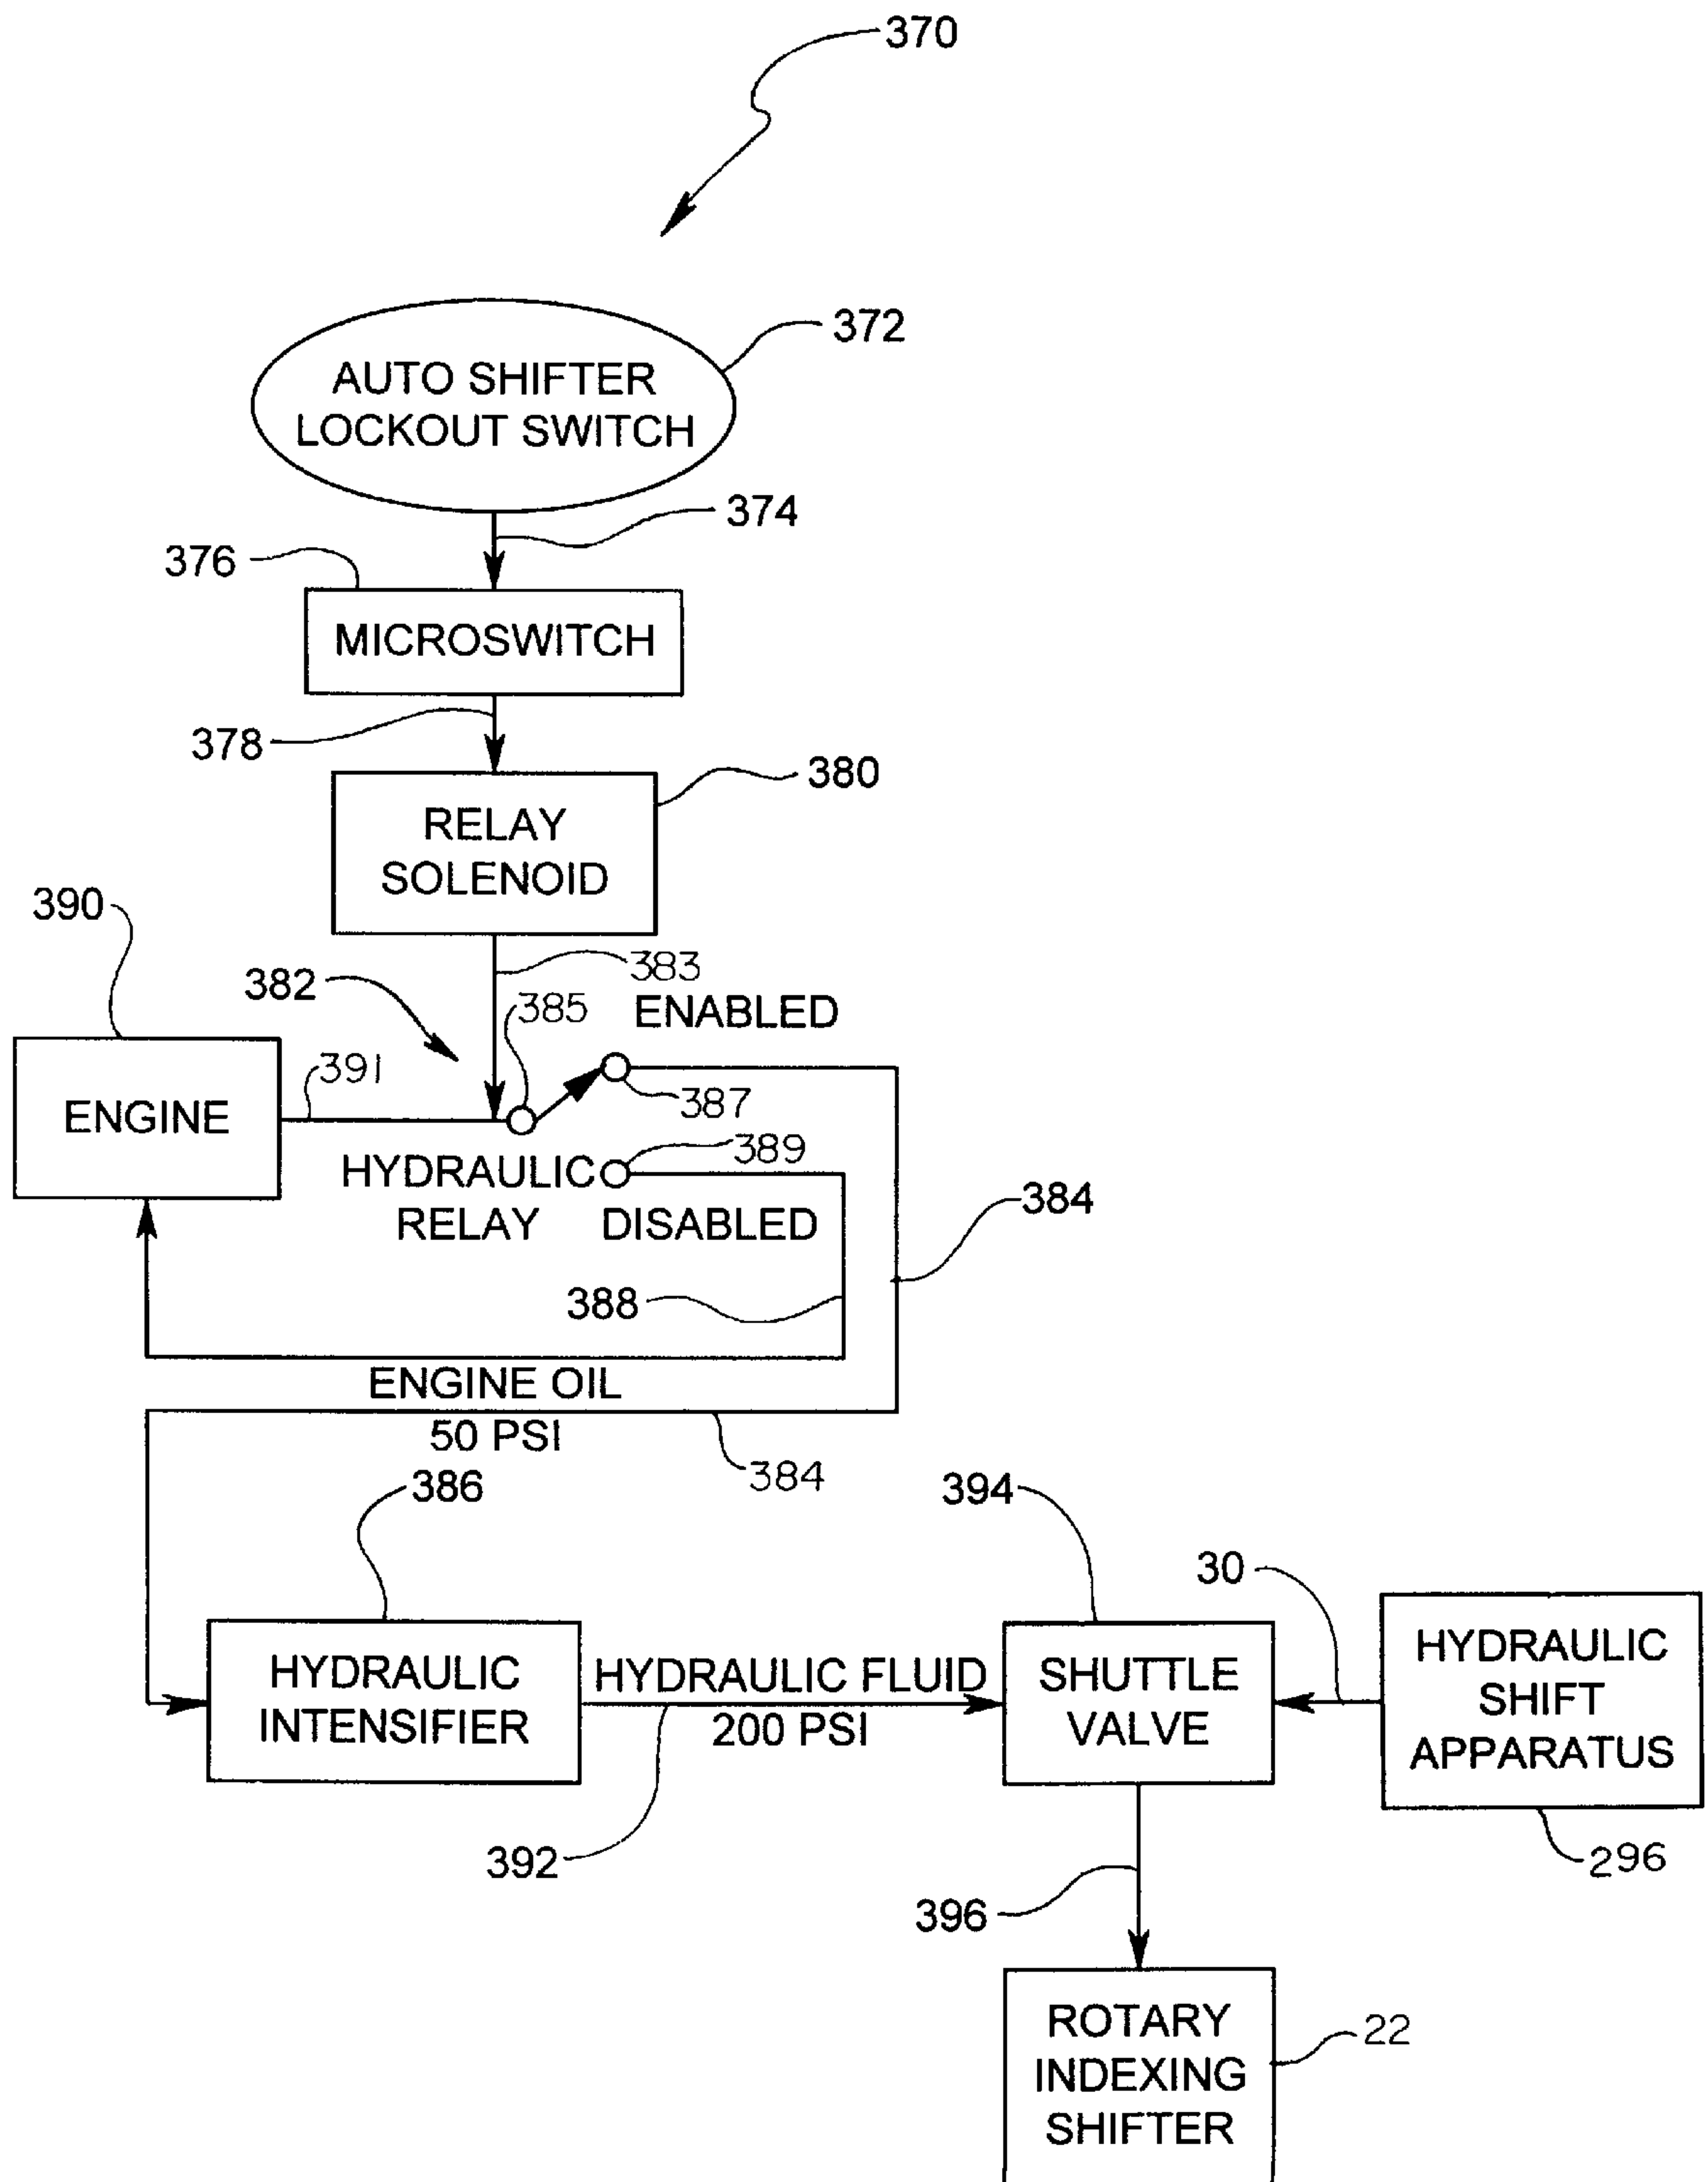 370
372
AUTO SHIFTER
LOCKOUT SWITCH
374
376
MICROSWITCH
378
380
RELAY
SOLENOID
390
383
382
385
ENABLED
391
387
ENGINE
389
HYDRAULIC
RELAY
DISABLED
384
388
ENGINE OIL
50 PSI
384
386
394
30
HYDRAULIC
INTENSIFIER
HYDRAULIC FLUID
200 PSI
SHUTTLE
VALVE
HYDRAULIC
SHIFT
APPARATUS
392
296
396
ROTARY
INDEXING
SHIFTER
22